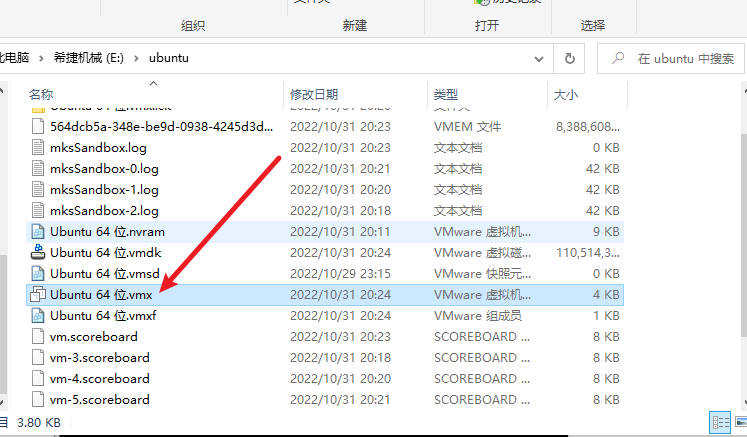 组织 新建 打开 选择
电脑 希捷机械 (E:) ubuntu 在 ubuntu 中搜索
名称 修改日期 类型 大小
564dcb5a-348e-be9d-0938-4245d3d... 2022/10/31 20:23 VMEM 文件 8,388,608...
mksSandbox.log 2022/10/31 20:23 文本文档 0 KB
mksSandbox-0.log 2022/10/31 20:21 文本文档 42 KB
mksSandbox-1.log 2022/10/31 20:20 文本文档 42 KB
mksSandbox-2.log 2022/10/31 20:18 文本文档 42 KB
Ubuntu 64 位.nvram 2022/10/31 20:11 VMware 虚拟机... 9 KB
Ubuntu 64 位.vmdk 2022/10/31 20:24 VMware 虚拟磁... 110,514,3...
Ubuntu 64 位.vmsd 2022/10/29 23:15 VMware 快照元... 0 KB
Ubuntu 64 位.vmx 2022/10/31 20:24 VMware 虚拟机... 4 KB
Ubuntu 64 位.vmxf 2022/10/31 20:24 VMware 组成员 1 KB
vm.scoreboard 2022/10/31 20:23 SCOREBOARD ... 8 KB
vm-3.scoreboard 2022/10/31 20:18 SCOREBOARD ... 8 KB
vm-4.scoreboard 2022/10/31 20:20 SCOREBOARD ... 8 KB
vm-5.scoreboard 2022/10/31 20:21 SCOREBOARD ... 8 KB
3.80 KB